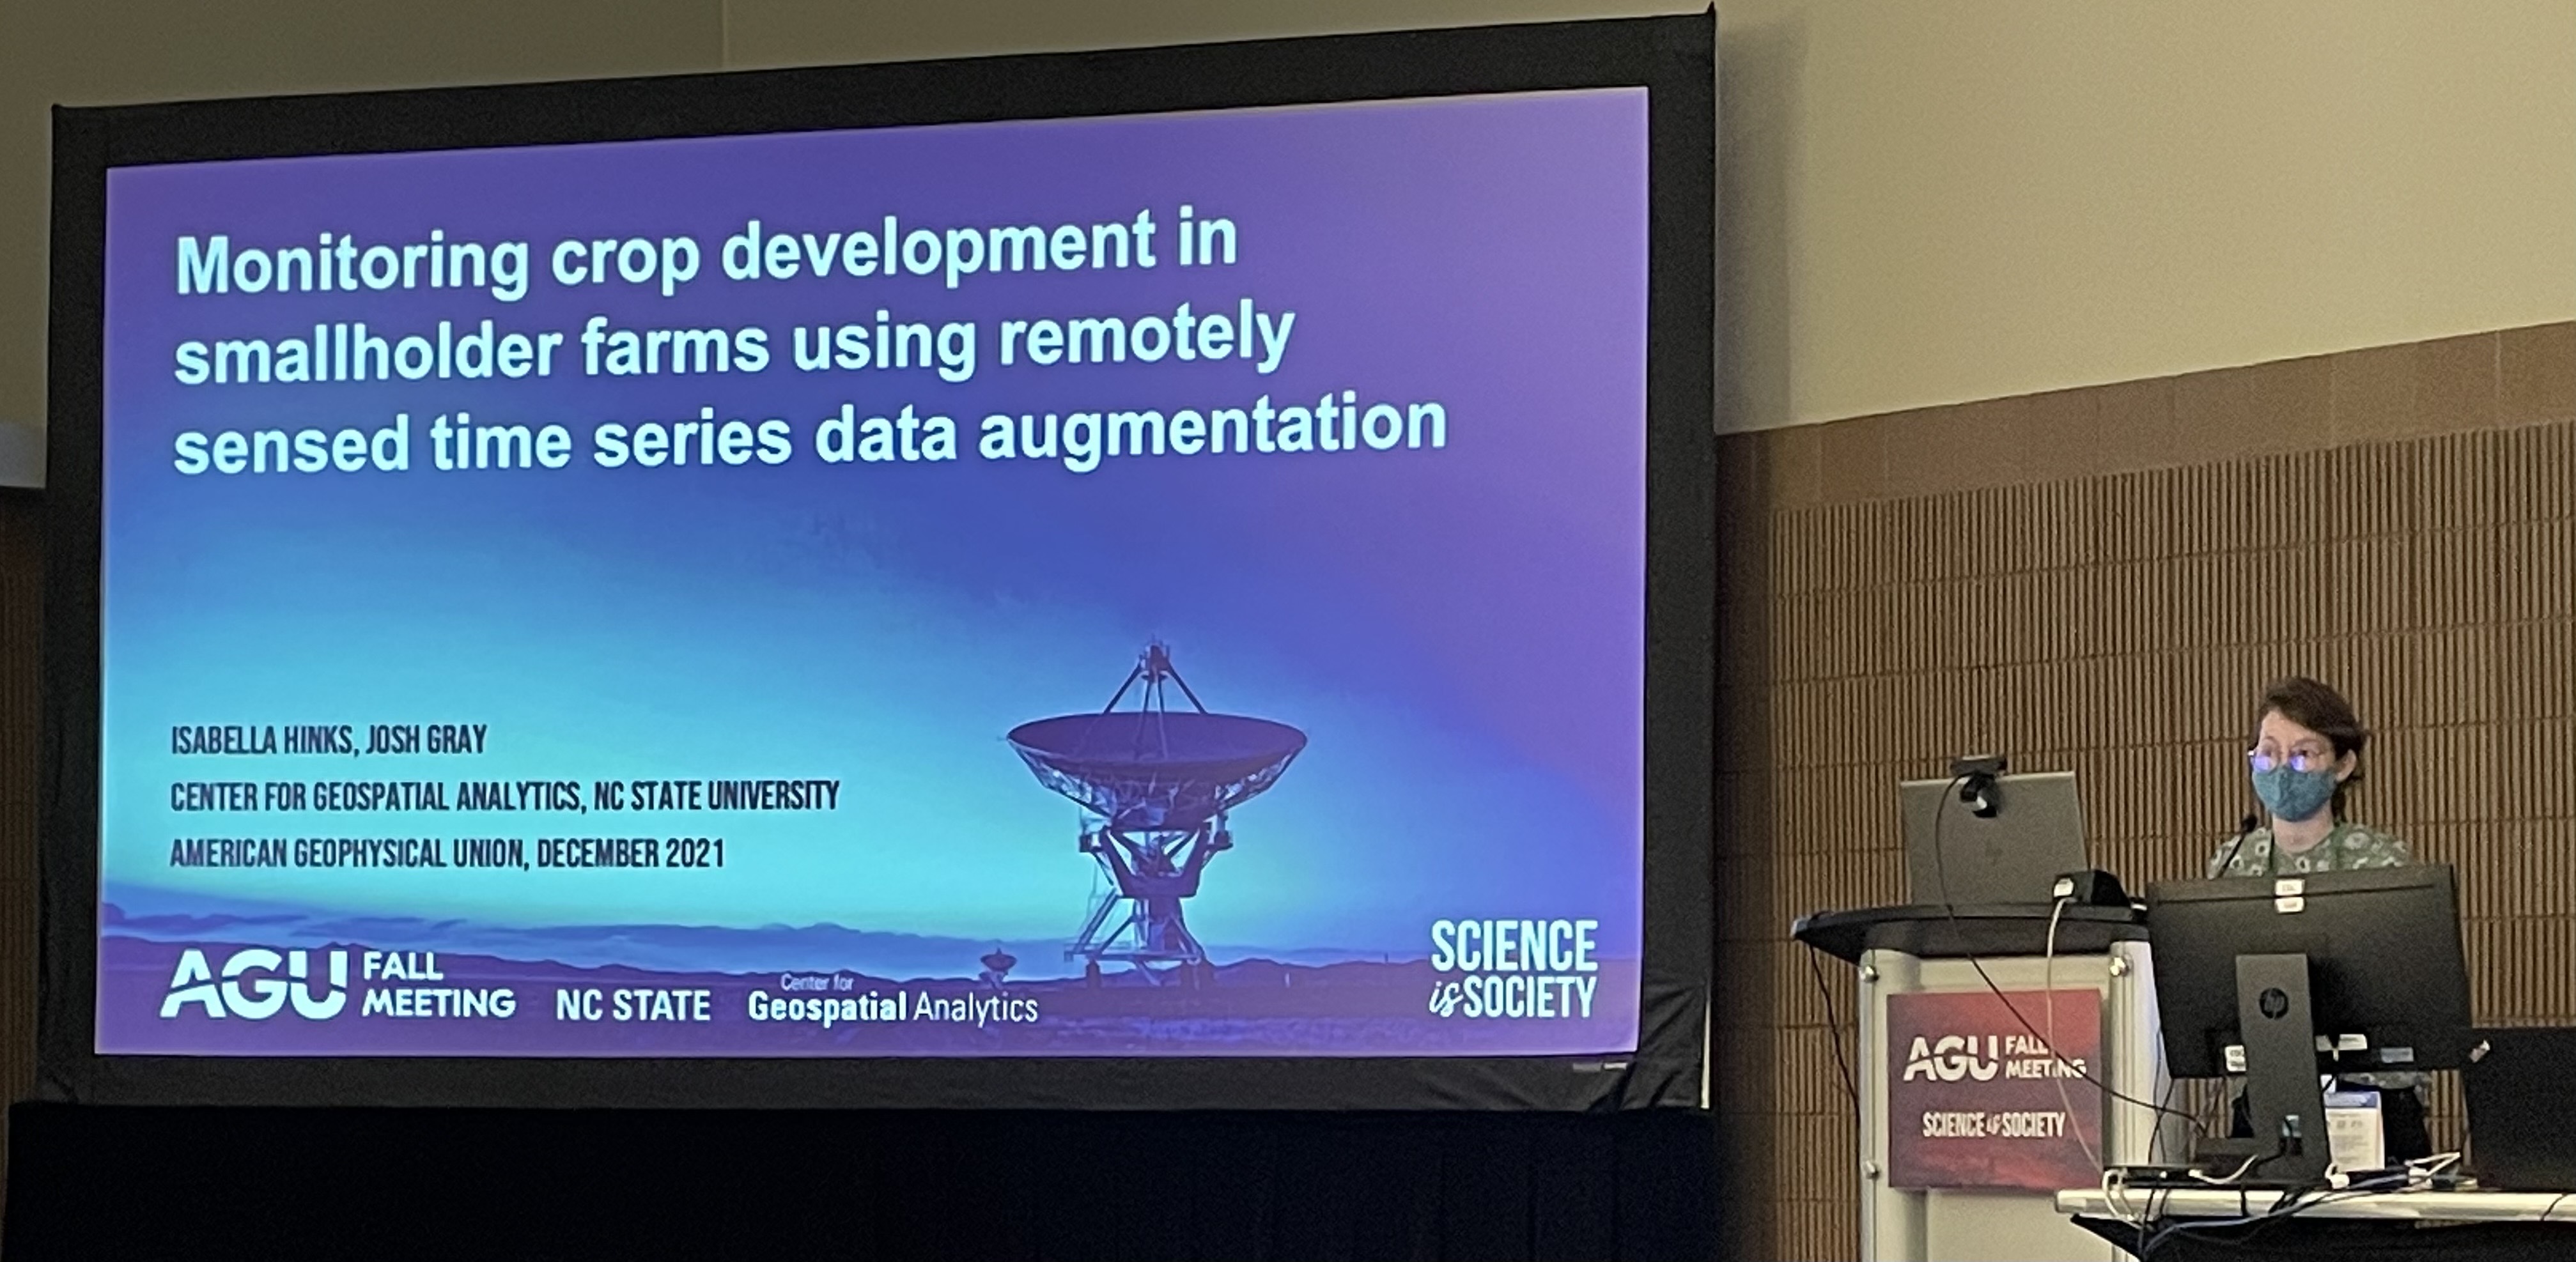 Monitoring crop development in
smallholder farms using remotely
sensed time series data augmentation
ISABELLA HINKS, JOSH GRAY
CENTER FOR GEOSPATIAL ANALYTICS, NC STATE UNIVERSITY
AMERICAN GEOPHYSICAL UNION, DECEMBER 2021
AGU FALL
MEETING
NC STATE
Center for
Geospatial Analytics
SCIENCE
is SOCIETY
AGU FALL
MEETING
SCIENCE is SOCIETY
hp